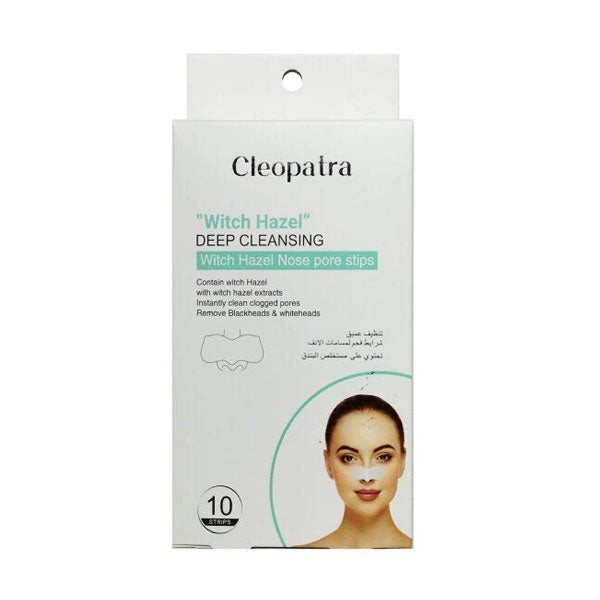 Cleopatra
"Witch Hazel"
DEEP CLEANSING
Witch Hazel Nose pore stips
Contain witch Hazel
with witch hazel extracts
Instantly clean clogged pores
Remove Blackheads & whiteheads
تنظيف عميق
شرايط فحم لمسامات الانف
تحتوي على مستخلص البندق
10
STRIPS